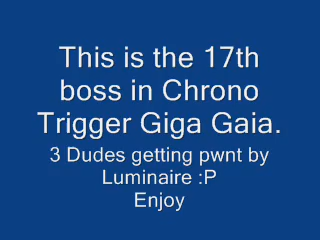 This is the 17th
boss in Chrono
Trigger Giga Gaia.
3 Dudes getting pwnt by
Luminaire :P
Enjoy